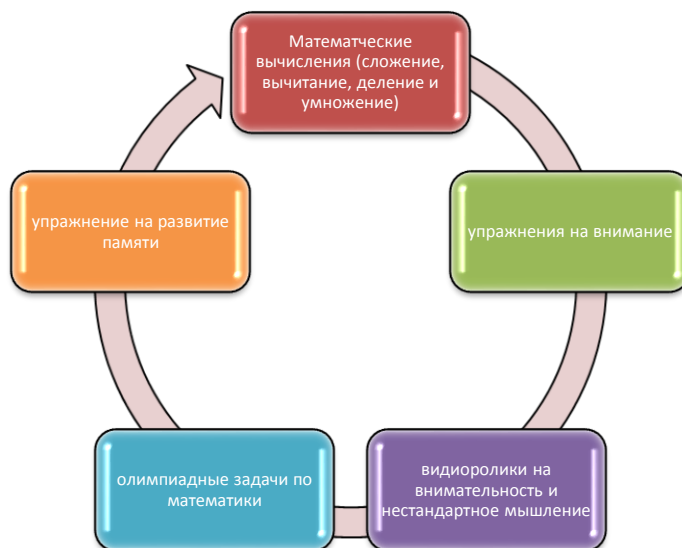 Математчекие
вычисления (сложение,
вычитание, деление и
умножение)
упражнения на внимание
видиоролики на
внимательность и
нестандартное мышление
олимпиадные задачи по
математики
упражнение на развитие
памяти